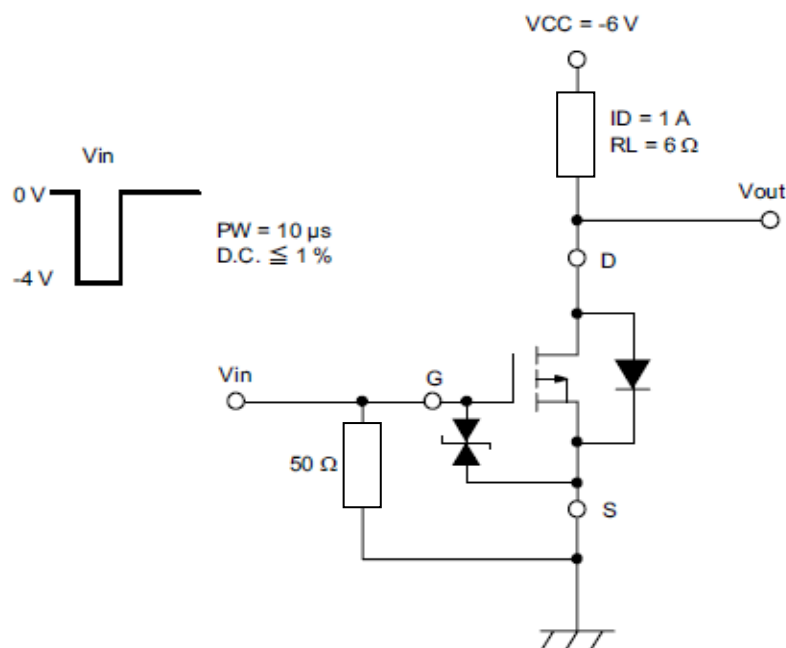 VCC = -6 V
ID = 1 A
RL = 6 Ω
Vout
Vin
0 V
-4 V
PW = 10 µs
D.C. ≦ 1 %
D
Vin
G
50 Ω
S